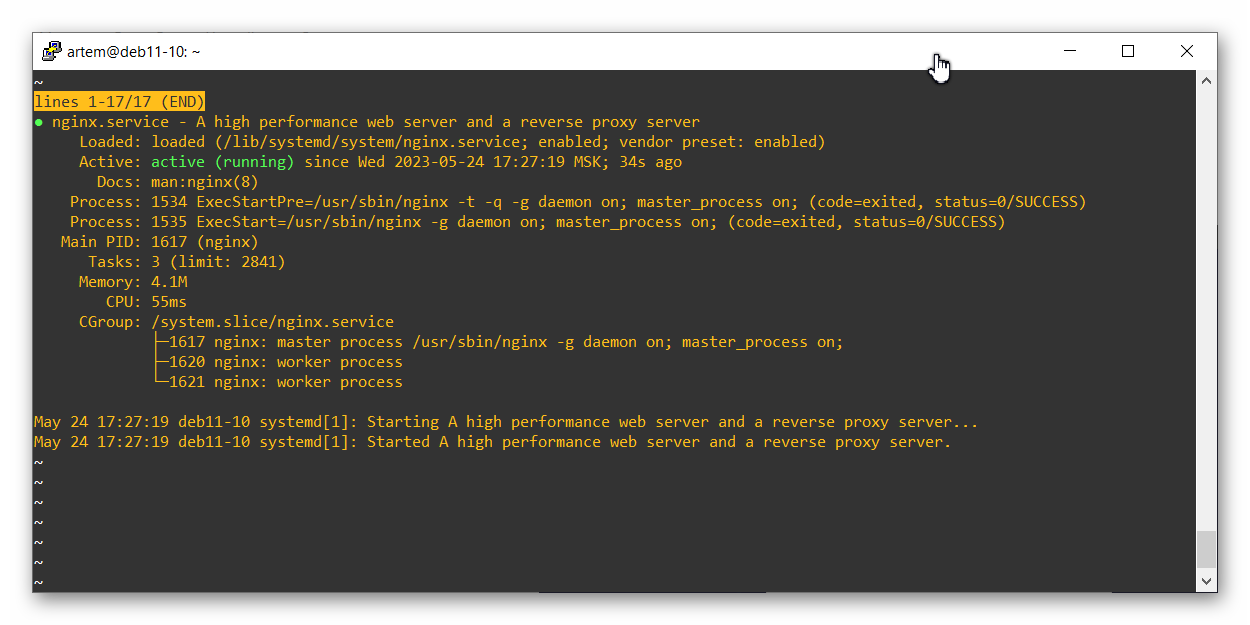 artem@deb11-10: ~
~
lines 1-17/17 (END)
● nginx.service - A high performance web server and a reverse proxy server
     Loaded: loaded (/lib/systemd/system/nginx.service; enabled; vendor preset: enabled)
     Active: active (running) since Wed 2023-05-24 17:27:19 MSK; 34s ago
       Docs: man:nginx(8)
    Process: 1534 ExecStartPre=/usr/sbin/nginx -t -q -g daemon on; master_process on; (code=exited, status=0/SUCCESS)
    Process: 1535 ExecStart=/usr/sbin/nginx -g daemon on; master_process on; (code=exited, status=0/SUCCESS)
   Main PID: 1617 (nginx)
      Tasks: 3 (limit: 2841)
     Memory: 4.1M
        CPU: 55ms
     CGroup: /system.slice/nginx.service
             ├─1617 nginx: master process /usr/sbin/nginx -g daemon on; master_process on;
             ├─1620 nginx: worker process
             └─1621 nginx: worker process

May 24 17:27:19 deb11-10 systemd[1]: Starting A high performance web server and a reverse proxy server...
May 24 17:27:19 deb11-10 systemd[1]: Started A high performance web server and a reverse proxy server.
~
~
~
~
~
~
~